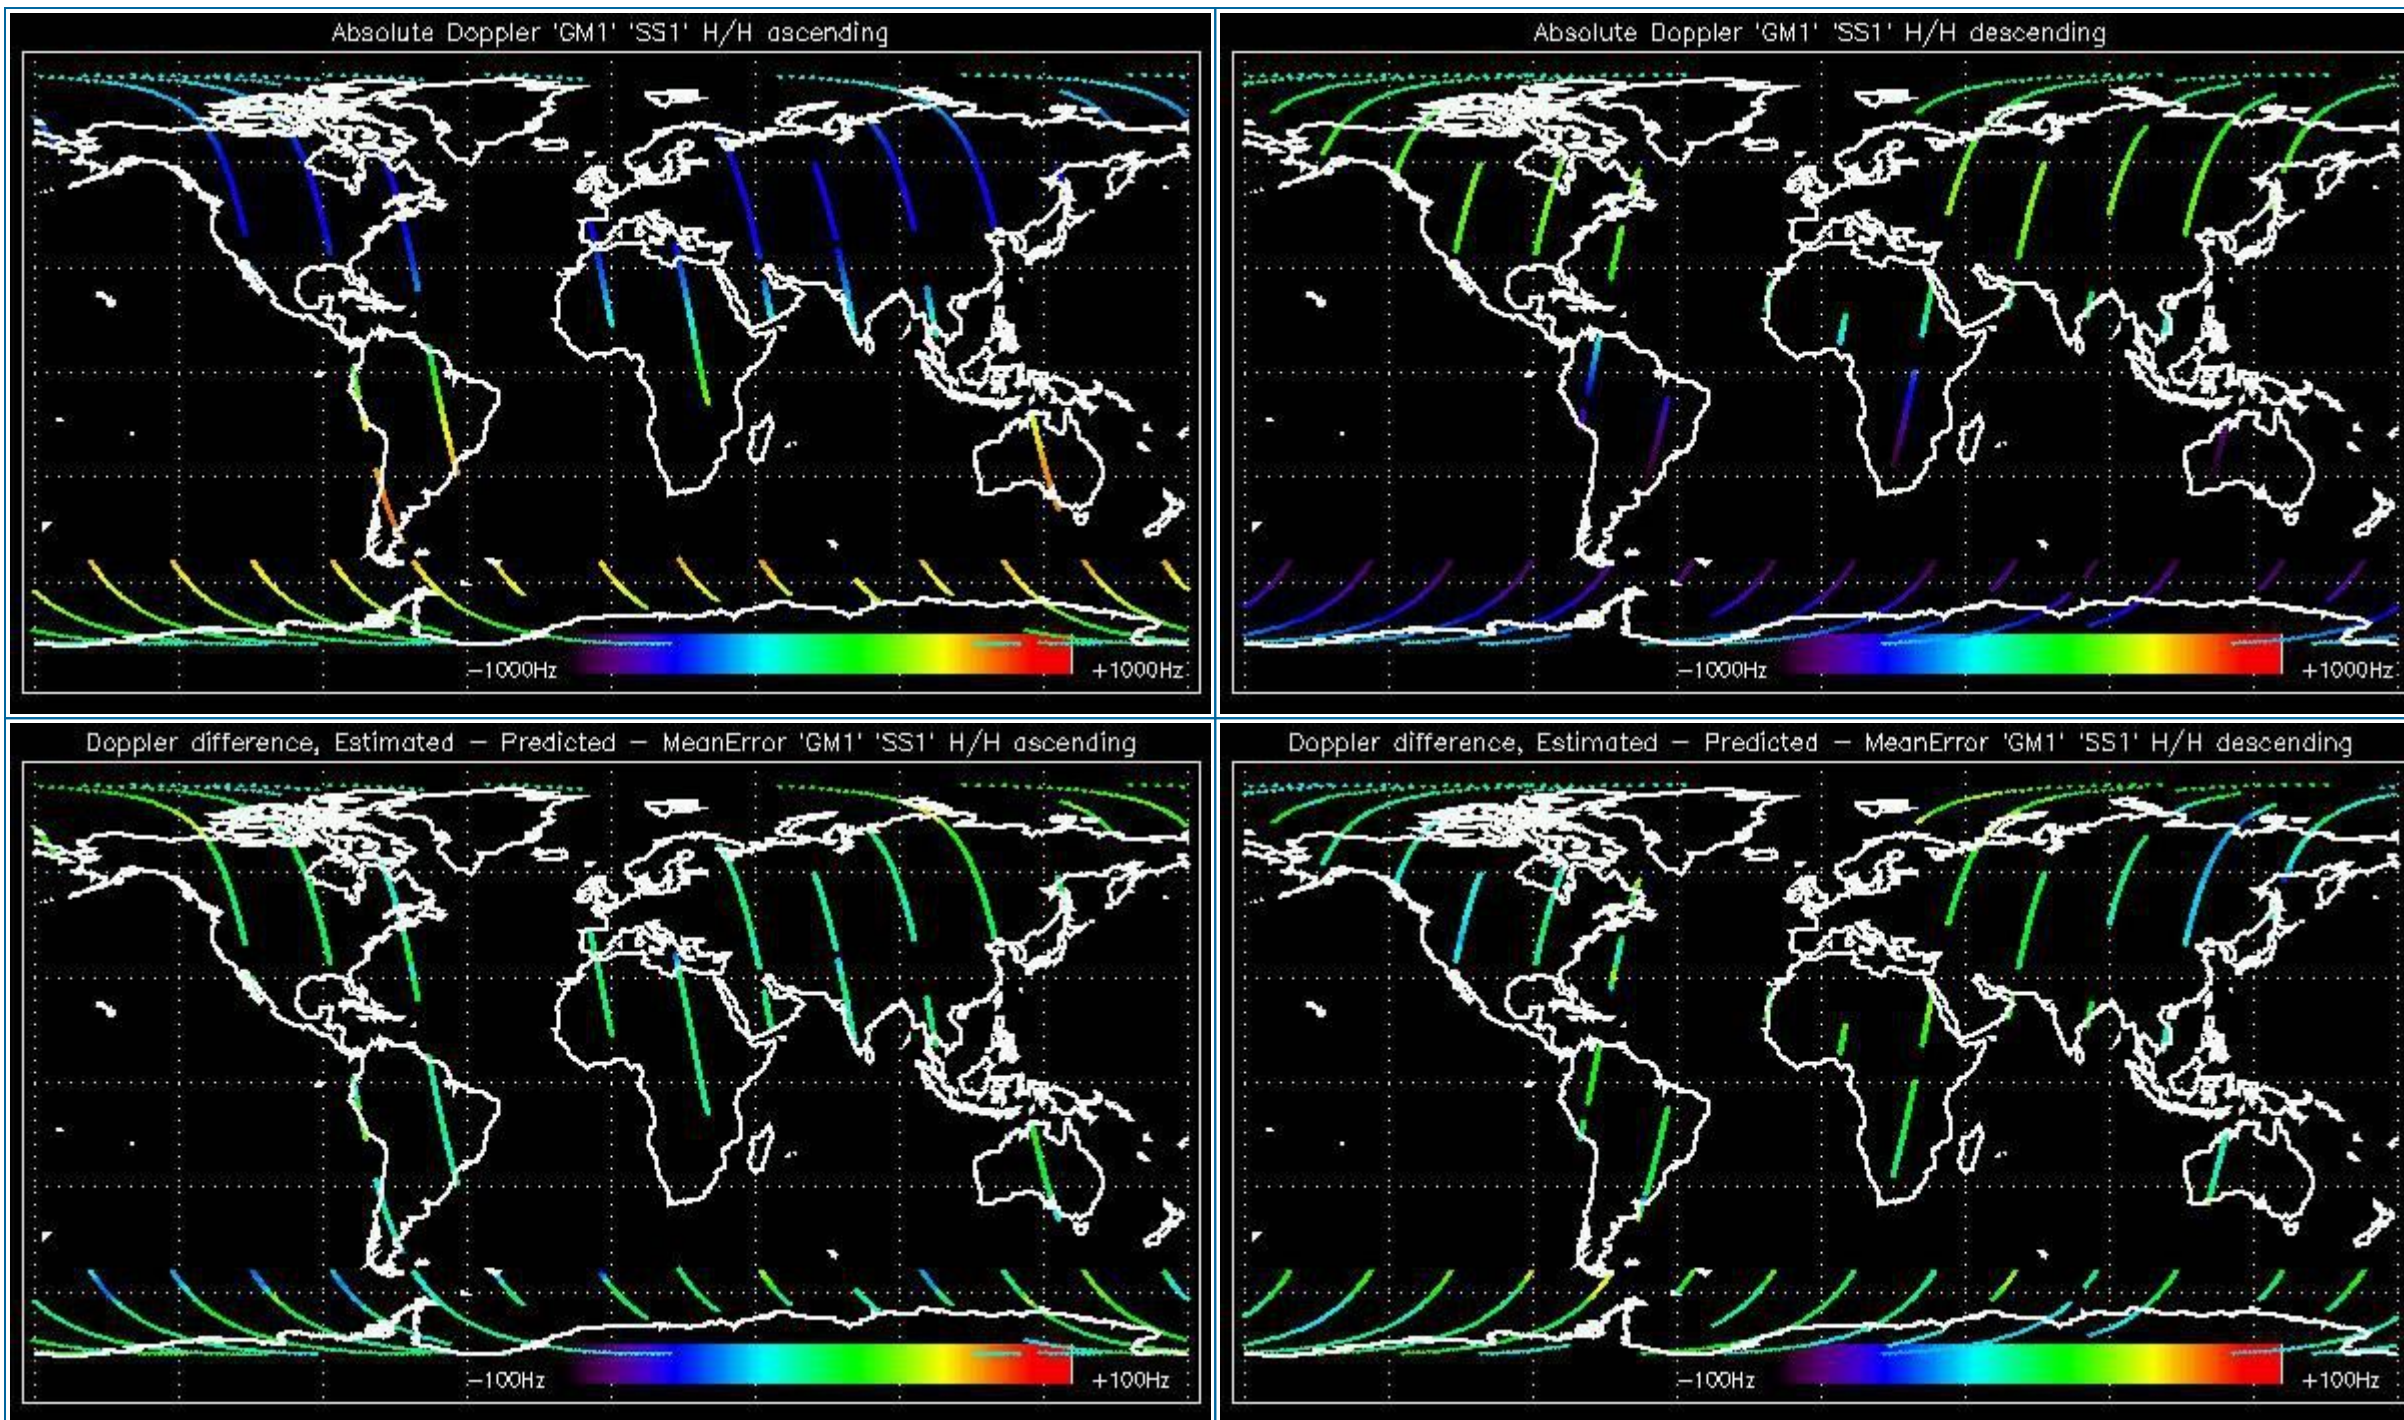 Absolute Doppler 'GM1' 'SS1' H/H ascending
-1000Hz
+1000Hz
Absolute Doppler 'GM1' 'SS1' H/H descending
-1000Hz
+1000Hz
Doppler difference, Estimated - Predicted - MeanError 'GM1' 'SS1' H/H ascending
-100Hz
+100Hz
Doppler difference, Estimated - Predicted - MeanError 'GM1' 'SS1' H/H descending
-100Hz
+100Hz